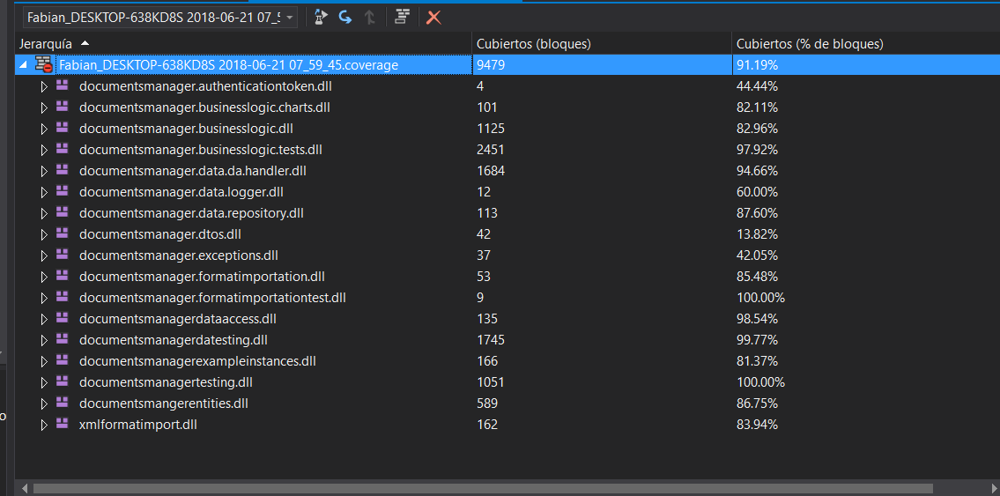 Fabian_DESKTOP-638KD8S 2018-06-21 07_5
Jerarquía Cubiertos (bloques) Cubiertos (% de bloques)
Fabian_DESKTOP-638KD8S 2018-06-21 07_59_45.coverage 9479 91.19%
documentsmanager.authenticationtoken.dll 4 44.44%
documentsmanager.businesslogic.charts.dll 101 82.11%
documentsmanager.businesslogic.dll 1125 82.96%
documentsmanager.businesslogic.tests.dll 2451 97.92%
documentsmanager.data.da.handler.dll 1684 94.66%
documentsmanager.data.logger.dll 12 60.00%
documentsmanager.data.repository.dll 113 87.60%
documentsmanager.dtos.dll 42 13.82%
documentsmanager.exceptions.dll 37 42.05%
documentsmanager.formatimportation.dll 53 85.48%
documentsmanager.formatimportationtest.dll 9 100.00%
documentsmanagerdataaccess.dll 135 98.54%
documentsmanagerdatesting.dll 1745 99.77%
documentsmanagerexampleinstances.dll 166 81.37%
documentsmanagertesting.dll 1051 100.00%
documentsmangerentities.dll 589 86.75%
xmlformatimport.dll 162 83.94%